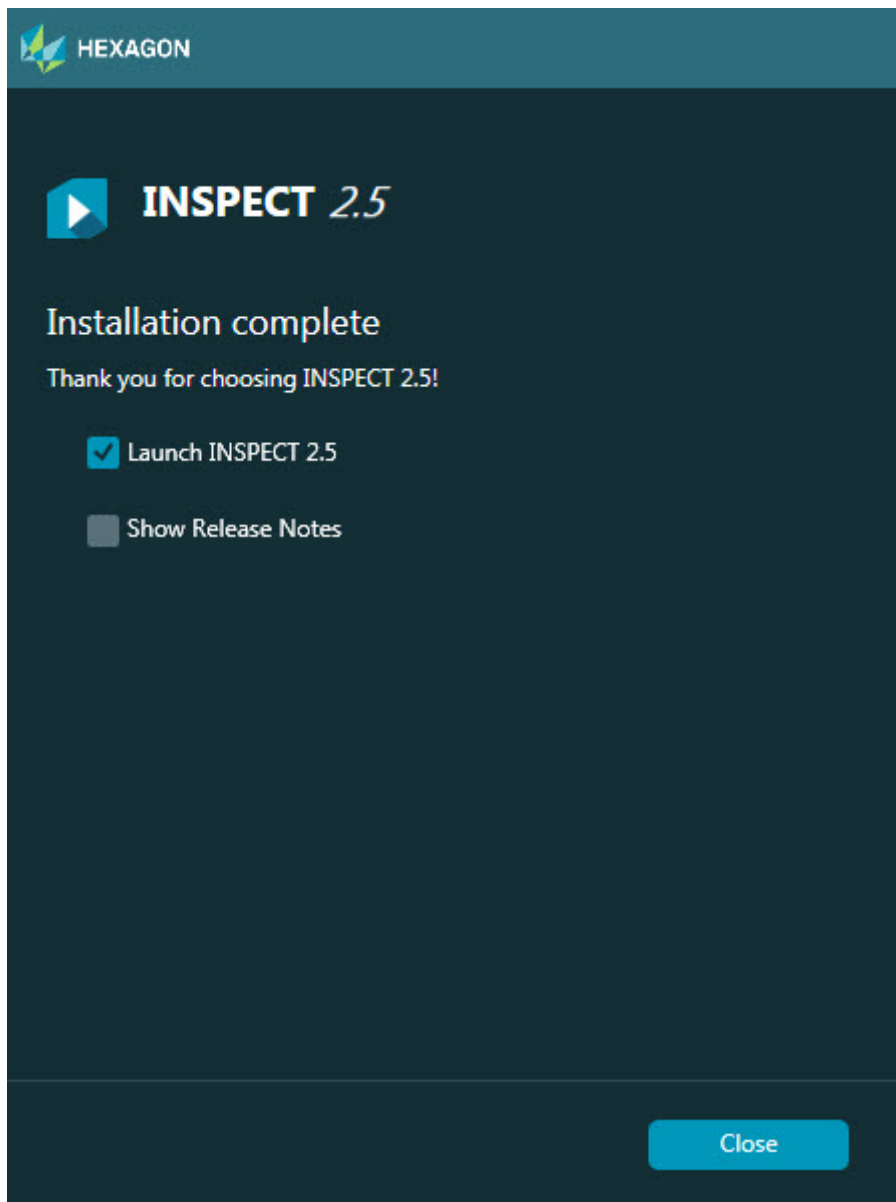 HEXAGON
INSPECT 2.5
Installation complete
Thank you for choosing INSPECT 2.5!
Launch INSPECT 2.5
Show Release Notes
Close